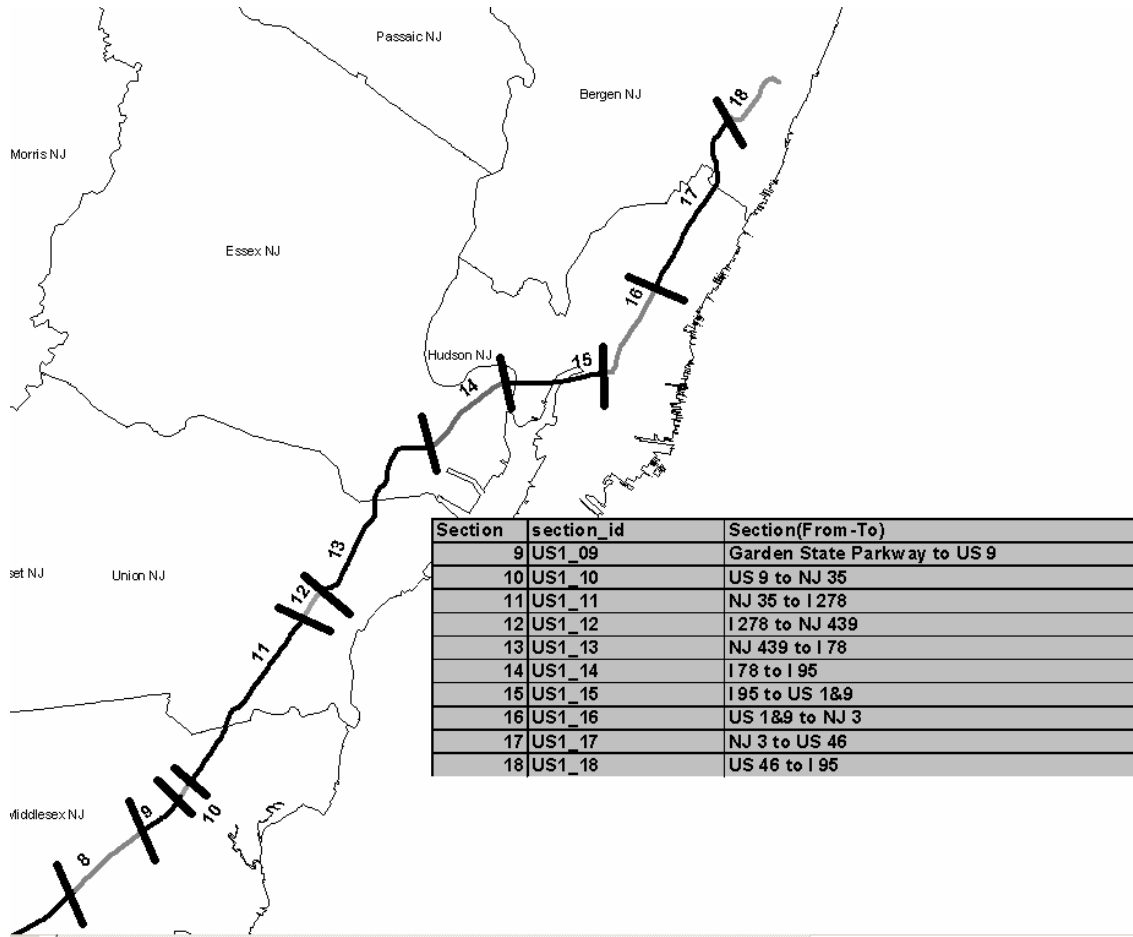 Passaic NJ
18
Bergen NJ
Morris NJ
17
Essex NJ
16
Hudson NJ
15
14
13
set NJ
Union NJ
12
11
Section section_id Section(From-To)
9 US1_09 Garden State Parkway to US 9
10 US1_10 US 9 to NJ 35
11 US1_11 NJ 35 to I 278
12 US1_12 I 278 to NJ 439
13 US1_13 NJ 439 to I 78
14 US1_14 I 78 to I 95
15 US1_15 I 95 to US 1&9
16 US1_16 US 1&9 to NJ 3
17 US1_17 NJ 3 to US 46
18 US1_18 US 46 to I 95
Middlesex NJ
9
10
8